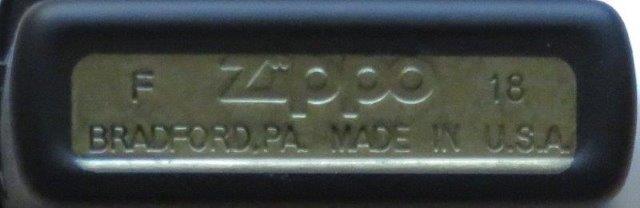 F Zippo 18
BRADFORD, PA. MADE IN U.S.A.